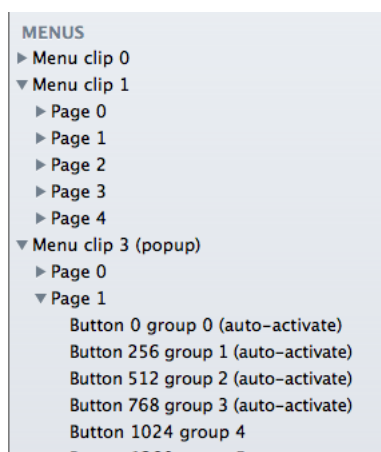 MENUS
Menu clip 0
Menu clip 1
Page 0
Page 1
Page 2
Page 3
Page 4
Menu clip 3 (popup)
Page 0
Page 1
Button 0 group 0 (auto-activate)
Button 256 group 1 (auto-activate)
Button 512 group 2 (auto-activate)
Button 768 group 3 (auto-activate)
Button 1024 group 4